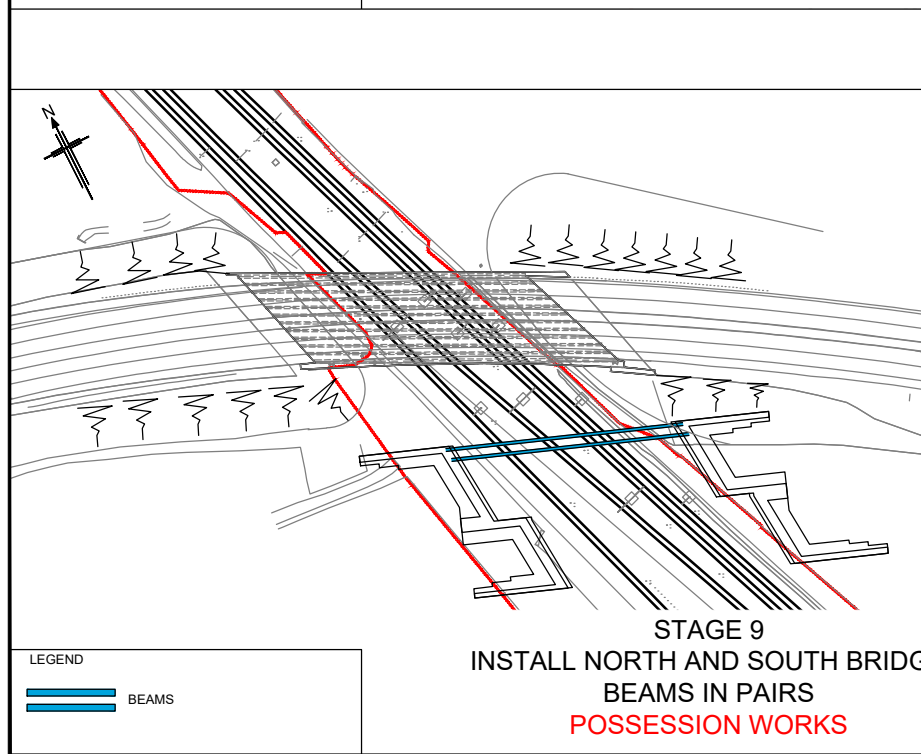 N
STAGE 9
INSTALL NORTH AND SOUTH BRIDG
BEAMS IN PAIRS
POSSESSION WORKS
LEGEND
BEAMS